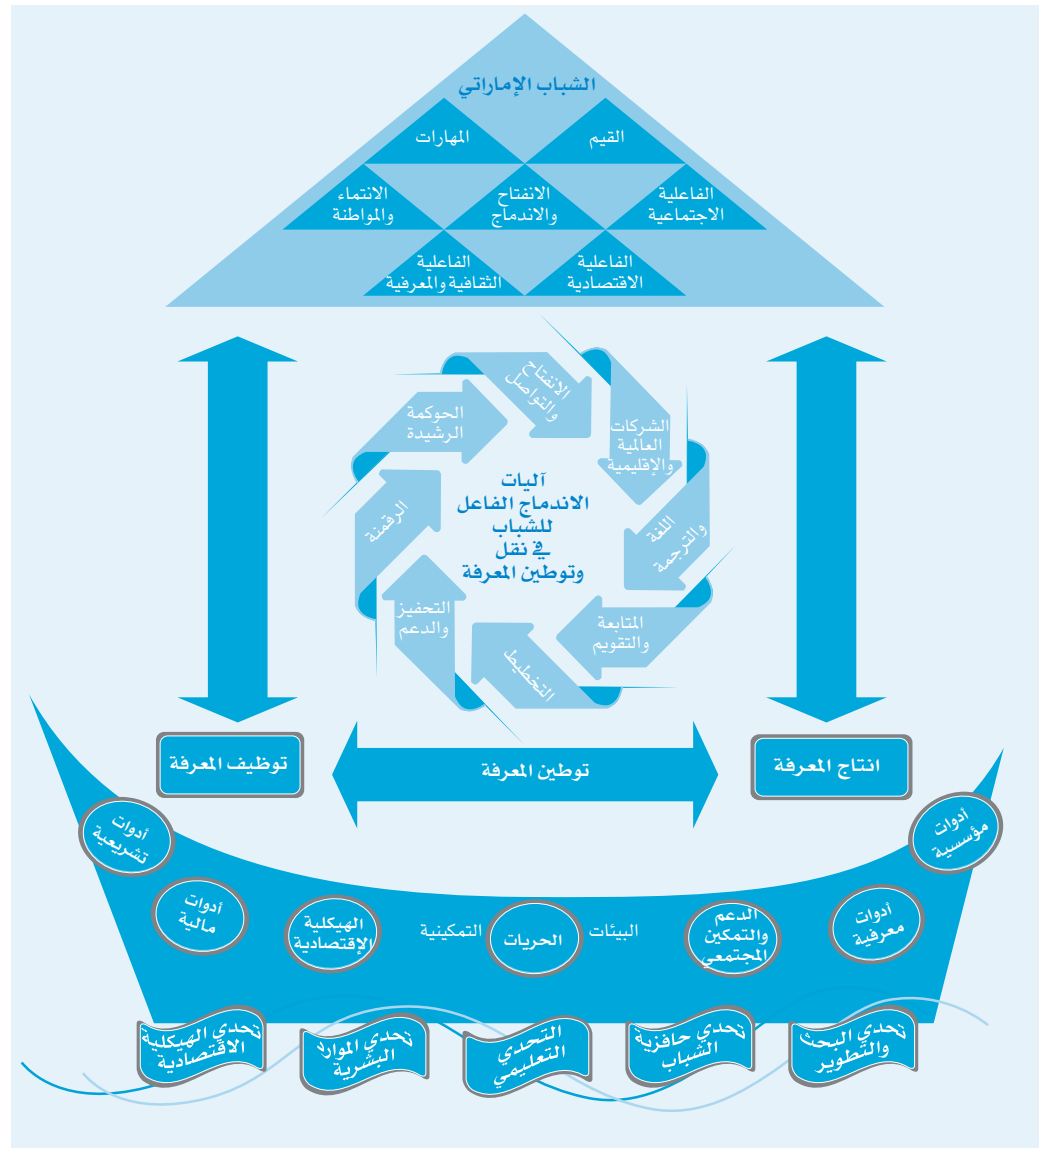 الشباب الإماراتي
القيم
المهارات
الفاعلية
الاجتماعية
الانفتاح
والاندماج
الانتماء
والمواطنة
الفاعلية
الاقتصادية
الفاعلية
الثقافية والمعرفية
الانفتاح
والتواصل
الشركات
العالمية
والإقليمية
اللغة
والترجمة
المتابعة
والتقويم
التخطيط
التحفيز
والدعم
الرقمنة
الحوكمة
الرشيدة
آليات
الاندماج الفاعل
للشباب
في نقل
وتوطين المعرفة
انتاج المعرفة
توطين المعرفة
توظيف المعرفة
أدوات
مؤسسية
أدوات
معرفية
الدعم
والتمكين
المجتمعي
البيئات
الحريات
التمكينية
الهيكلية
الإقتصادية
أدوات
مالية
أدوات
تشريعية
تحدي البحث
والتطوير
تحدي حافزية
الشباب
التحدي
التعليمي
تحدي الموارد
البشرية
تحدي الهيكلية
الاقتصادية